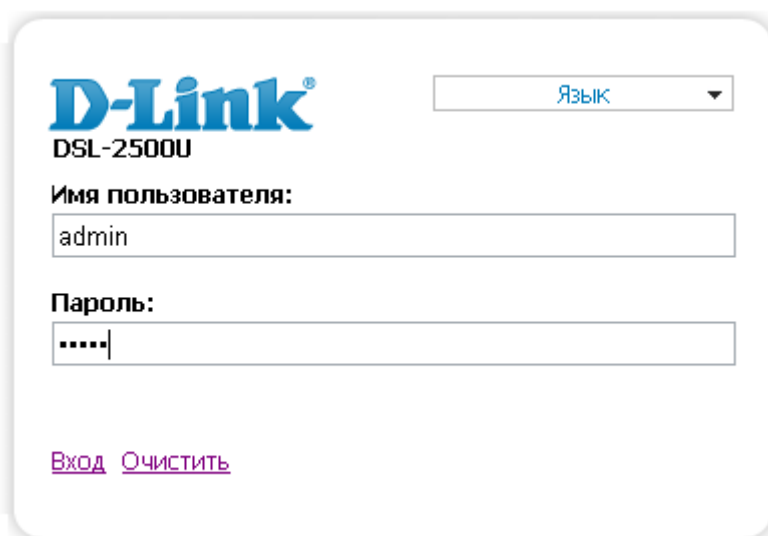 D-Link®
Язык
DSL-2500U
Имя пользователя:
admin
Пароль:
•••••
Вход Очистить